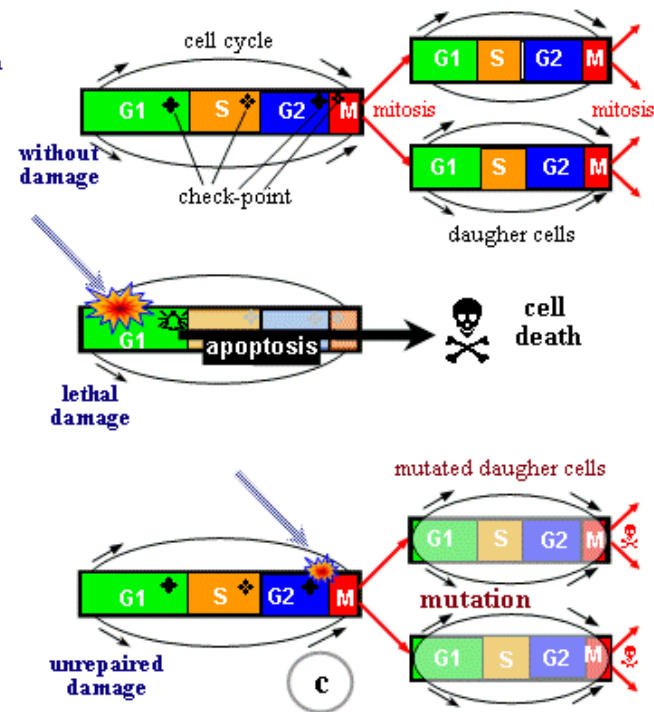 cell cycle
G1 S G2 M
G1 S G2 M
mitosis
mitosis
without
damage
check-point
G1 S G2 M
daugher cells
G1
apoptosis
cell
death
lethal
damage
mutated daugher cells
G1 S G2 M
G1 S G2 M
mutation
unrepaired
damage
c
G1 S G2 M